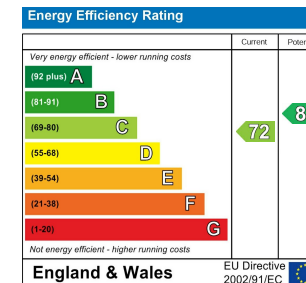 Energy Efficiency Rating
Current
Very energy efficient - lower running costs
(92 plus) A
(81-91) B
(69-80) C
72
(55-68) D
(39-54) E
(21-38) F
(1-20) G
Not energy efficient - higher running costs
England & Wales
EU Directive
2002/91/EC